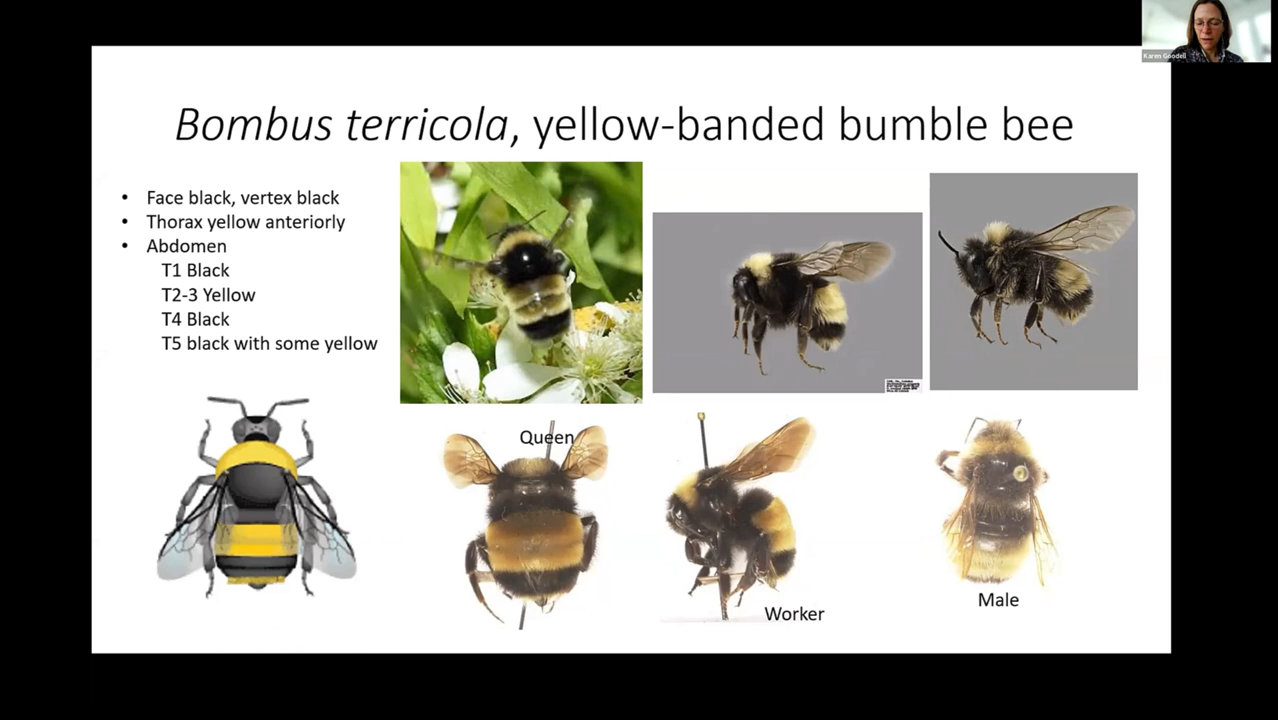 Karen Goodell
Bombus terricola, yellow-banded bumble bee
• Face black, vertex black
• Thorax yellow anteriorly
• Abdomen
T1 Black
T2-3 Yellow
T4 Black
T5 black with some yellow
Queen
Worker
Male